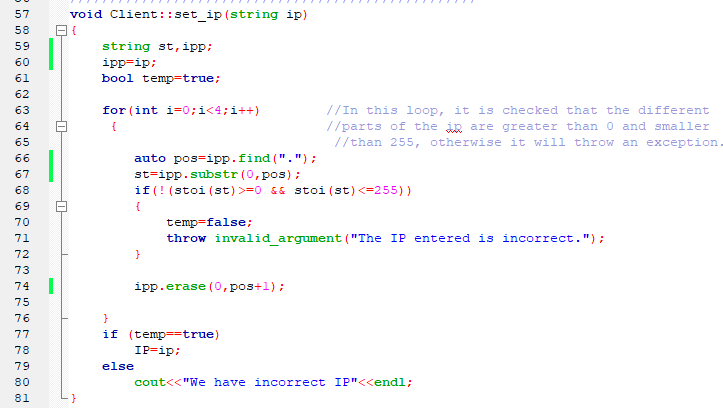 57 void Client::set_ip(string ip)
58 {
59 string st,ipp;
60 ipp=ip;
61 bool temp=true;
62
63 for(int i=0;i<4;i++) //In this loop, it is checked that the different
64 { //parts of the ip are greater than 0 and smaller
65 //than 255, otherwise it will throw an exception.
66 auto pos=ipp.find(".");
67 st=ipp.substr(0,pos);
68 if(!(stoi(st)>=0 && stoi(st)<=255))
69 {
70 temp=false;
71 throw invalid_argument("The IP entered is incorrect.");
72 }
73
74 ipp.erase(0,pos+1);
75
76 }
77 if (temp==true)
78 IP=ip;
79 else
80 cout<<"We have incorrect IP"<<endl;
81 }